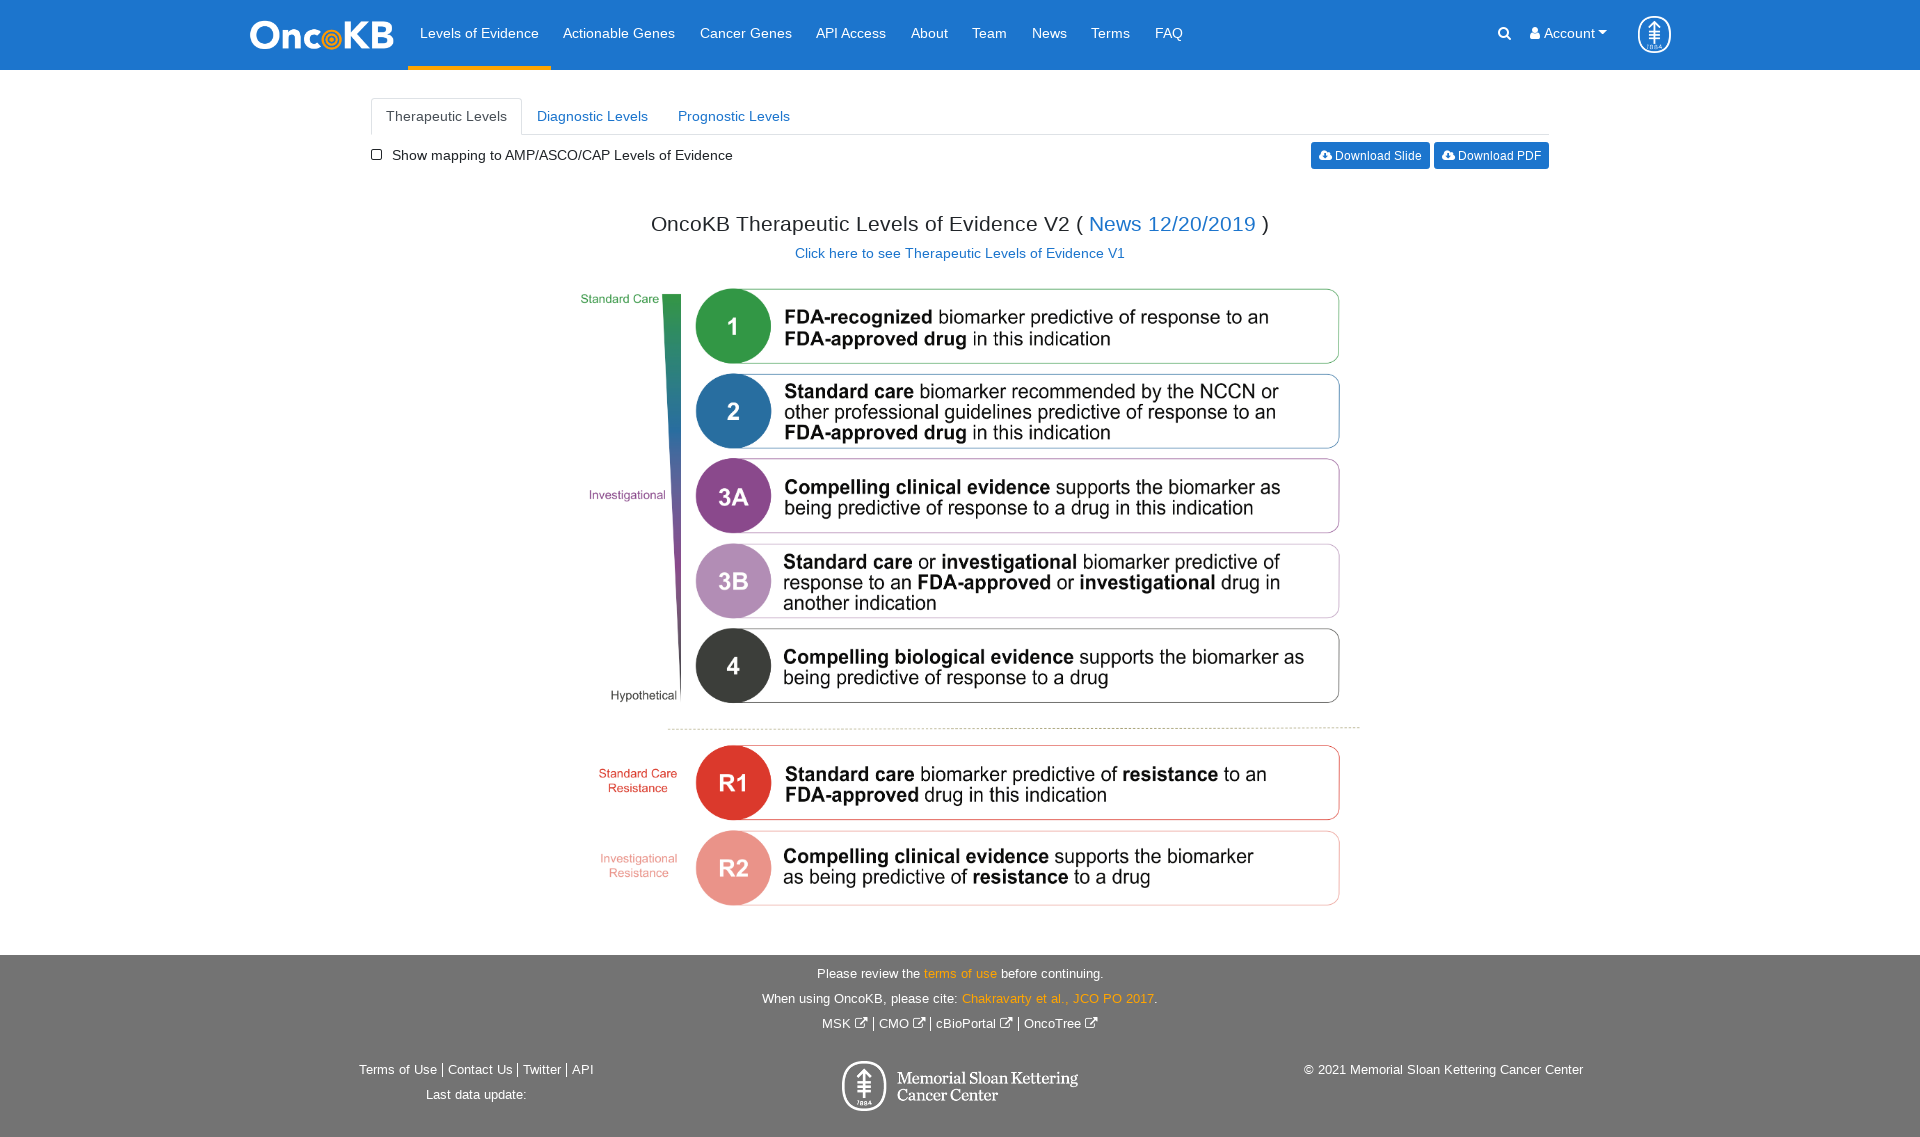 OncoKB Levels of Evidence Actionable Genes Cancer Genes API Access About Team News Terms FAQ Account
Therapeutic Levels Diagnostic Levels Prognostic Levels
Show mapping to AMP/ASCO/CAP Levels of Evidence Download Slide Download PDF
OncoKB Therapeutic Levels of Evidence V2 ( News 12/20/2019 )
Click here to see Therapeutic Levels of Evidence V1
Standard Care
1
FDA-recognized biomarker predictive of response to an
FDA-approved drug in this indication
2
Standard care biomarker recommended by the NCCN or
other professional guidelines predictive of response to an
FDA-approved drug in this indication
Investigational
3A
Compelling clinical evidence supports the biomarker as
being predictive of response to a drug in this indication
3B
Standard care or investigational biomarker predictive of
response to an FDA-approved or investigational drug in
another indication
4
Compelling biological evidence supports the biomarker as
being predictive of response to a drug
Hypothetical
Standard Care
Resistance
R1
Standard care biomarker predictive of resistance to an
FDA-approved drug in this indication
Investigational
Resistance
R2
Compelling clinical evidence supports the biomarker
as being predictive of resistance to a drug
Please review the terms of use before continuing.
When using OncoKB, please cite: Chakravarty et al., JCO PO 2017.
MSK | CMO | cBioPortal | OncoTree
Terms of Use | Contact Us | Twitter | API
Last data update:
1884
Memorial Sloan Kettering
Cancer Center
© 2021 Memorial Sloan Kettering Cancer Center